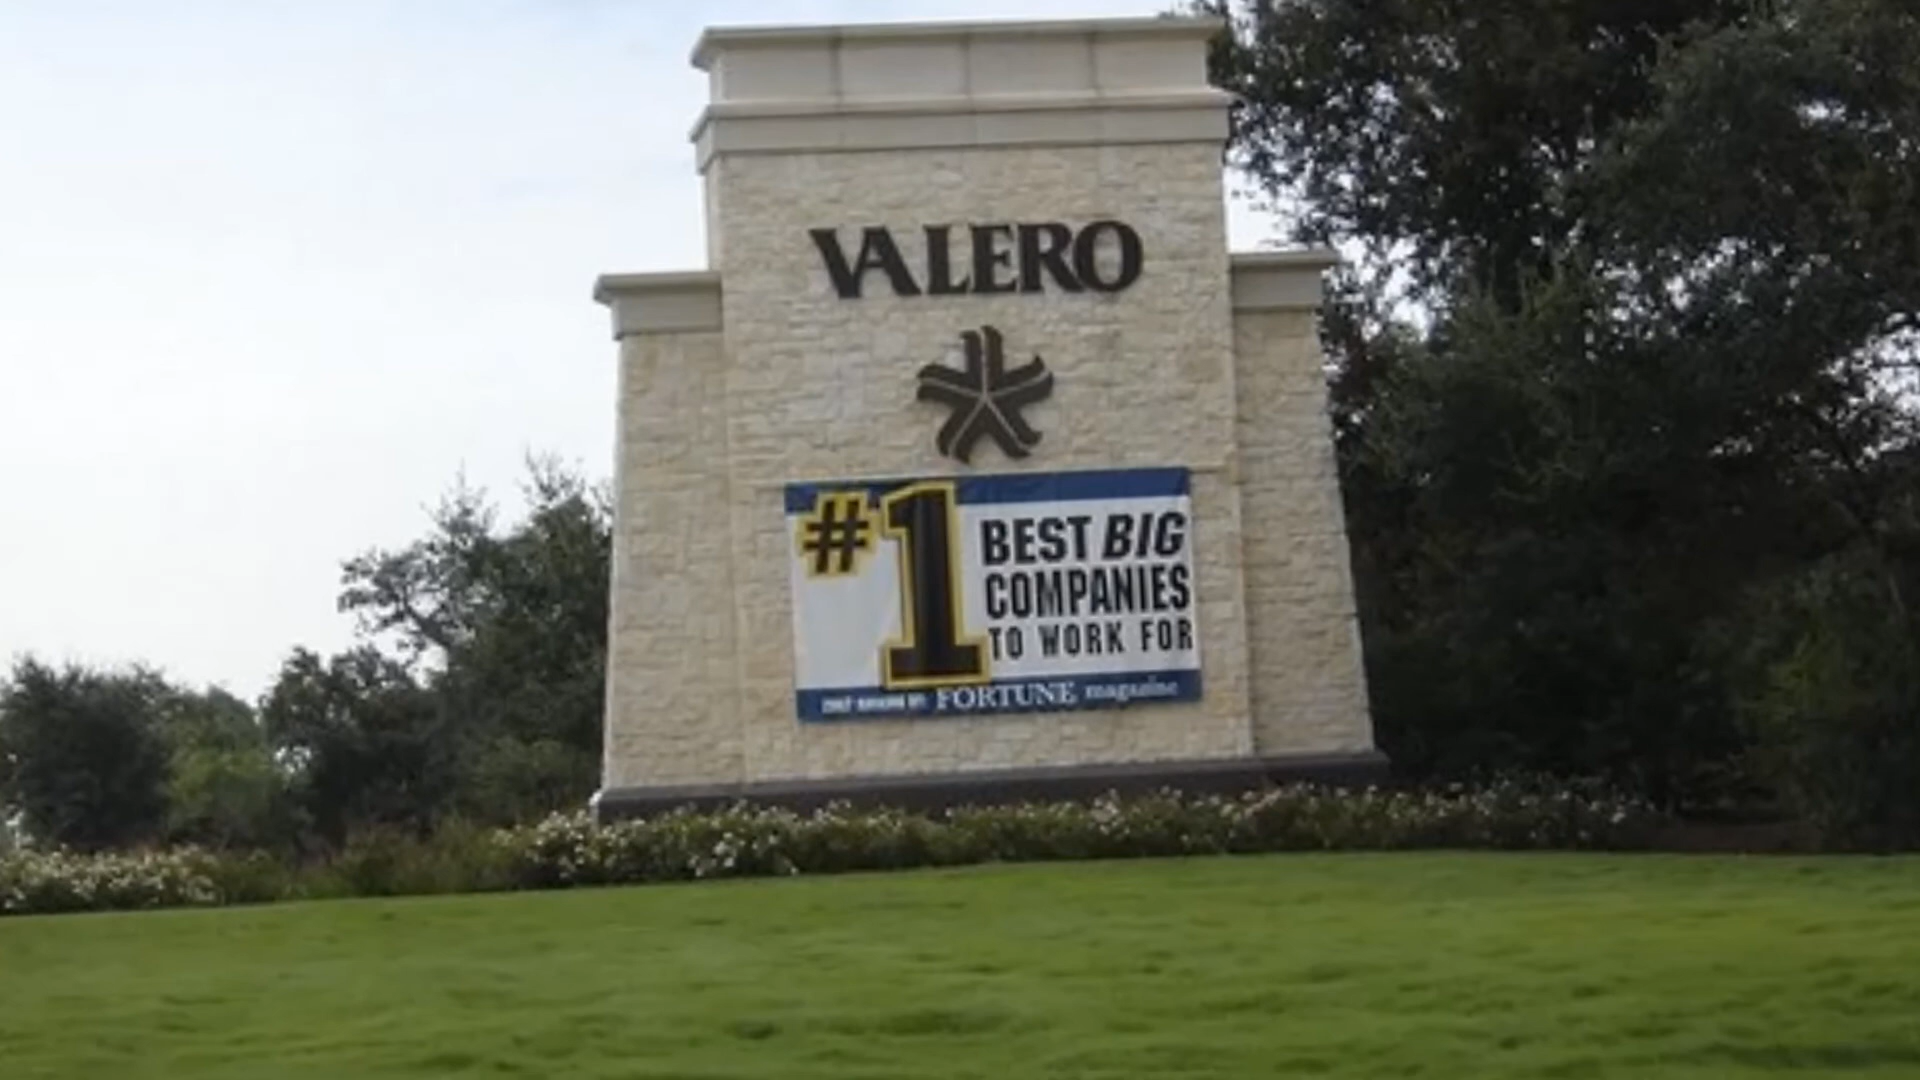 VALERO
#1 BEST BIG
COMPANIES
TO WORK FOR
FORTUNE magazine